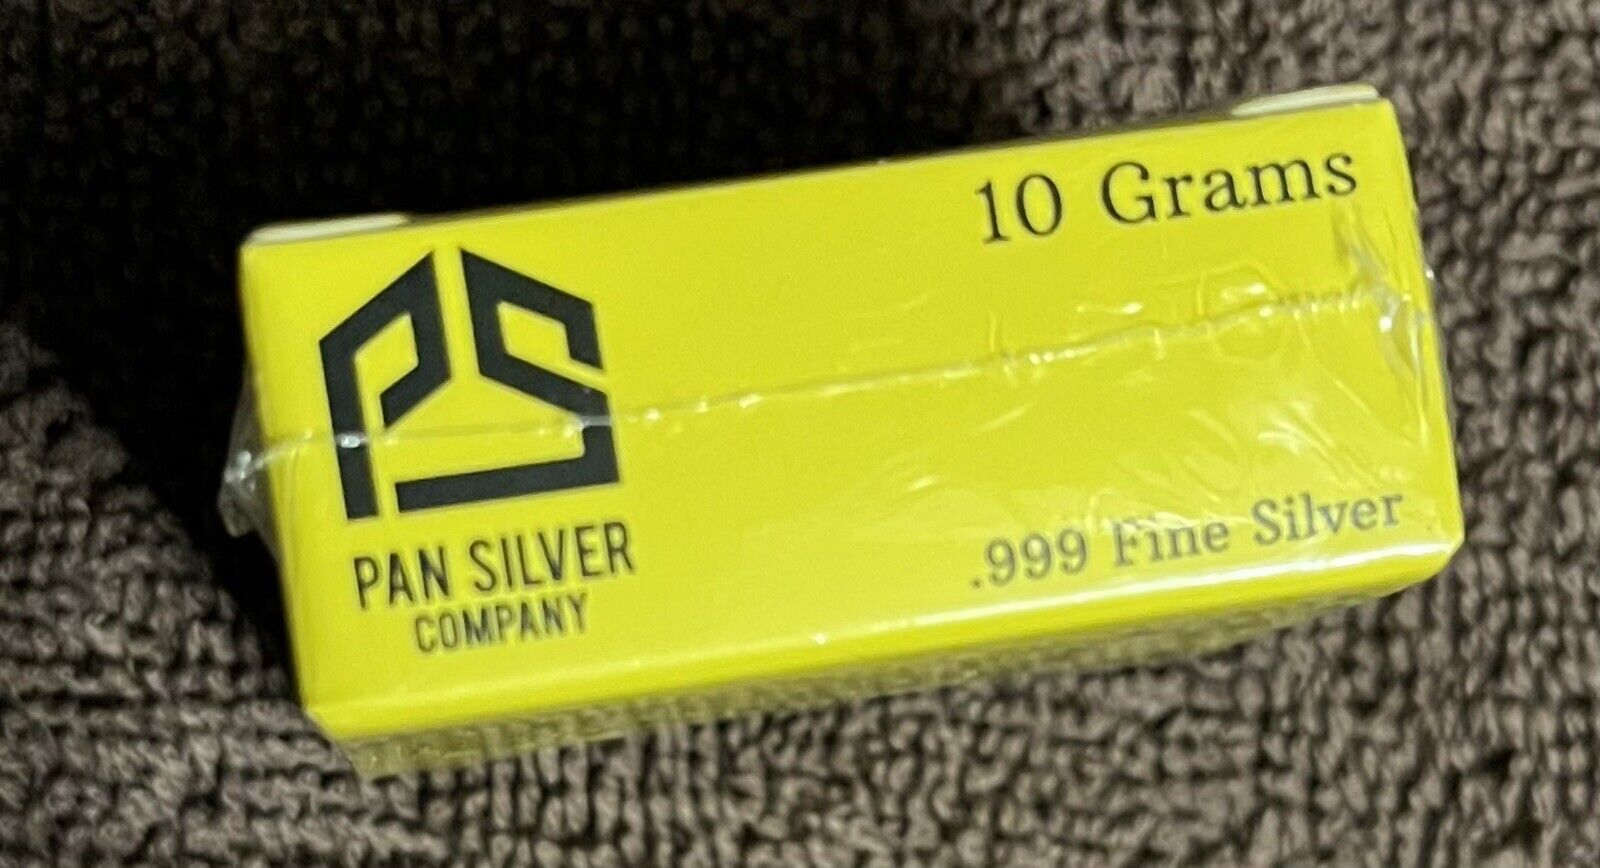 10 Grams
PS
PAN SILVER
COMPANY
.999 Fine Silver